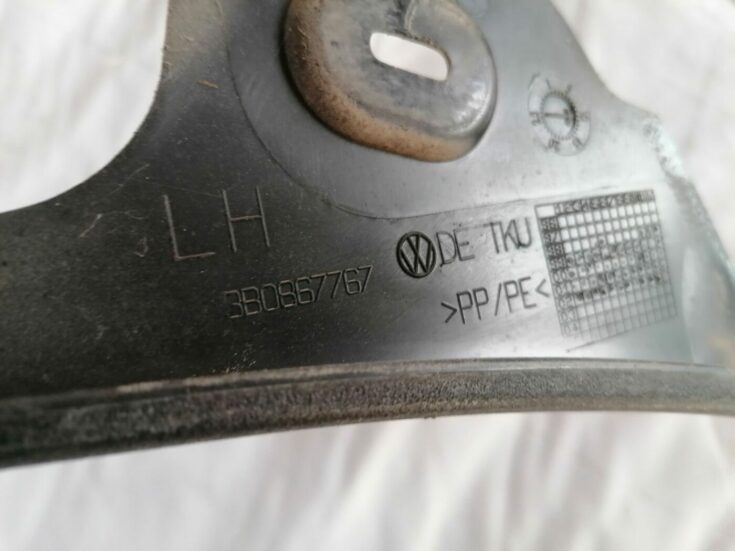 LH
3B0867767
DE TKU
>PP/PE<